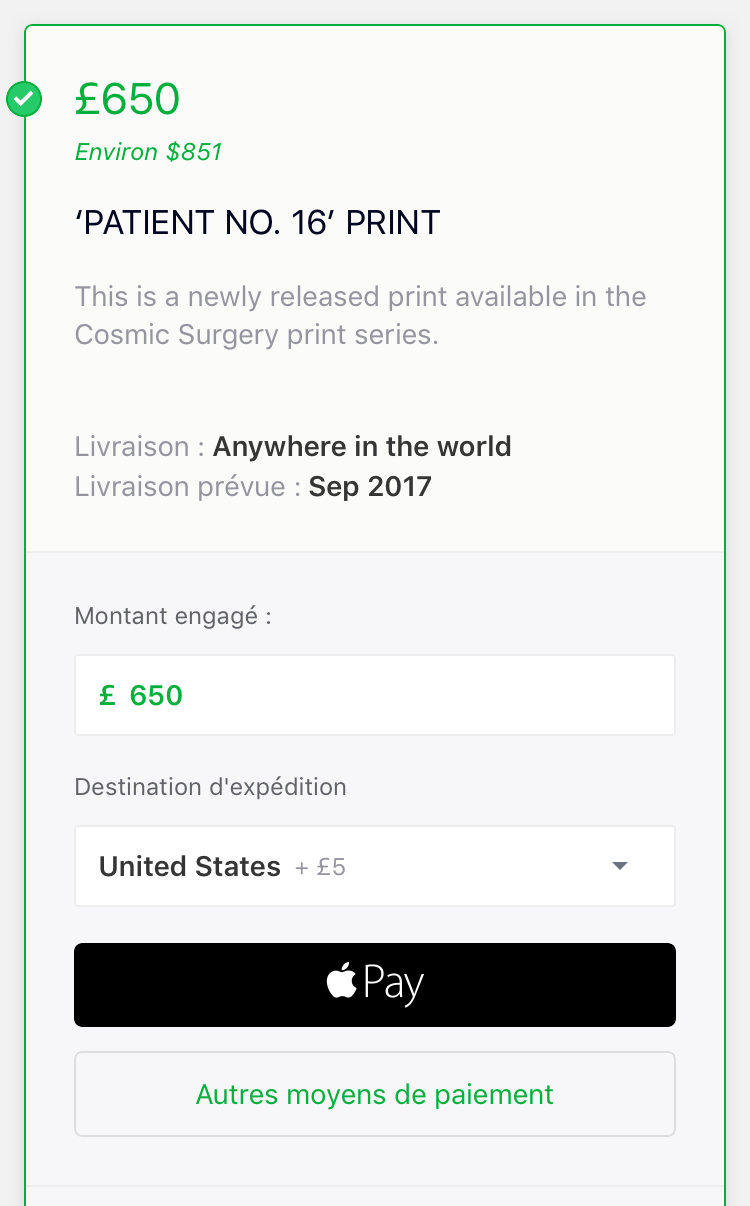 £650
Environ $851
‘PATIENT NO. 16’ PRINT
This is a newly released print available in the
Cosmic Surgery print series.
Livraison : Anywhere in the world
Livraison prévue : Sep 2017
Montant engagé :
£ 650
Destination d'expédition
United States + £5
Pay
Autres moyens de paiement